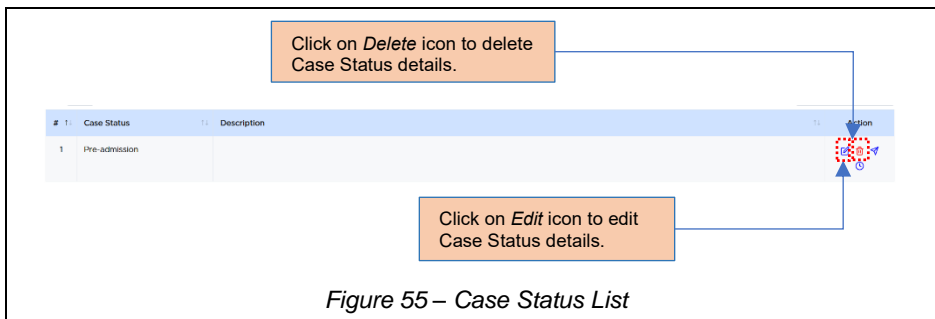 Click on Delete icon to delete
Case Status details.
# Case Status Description Action
1 Pre-admission
Click on Edit icon to edit
Case Status details.
Figure 55 – Case Status List